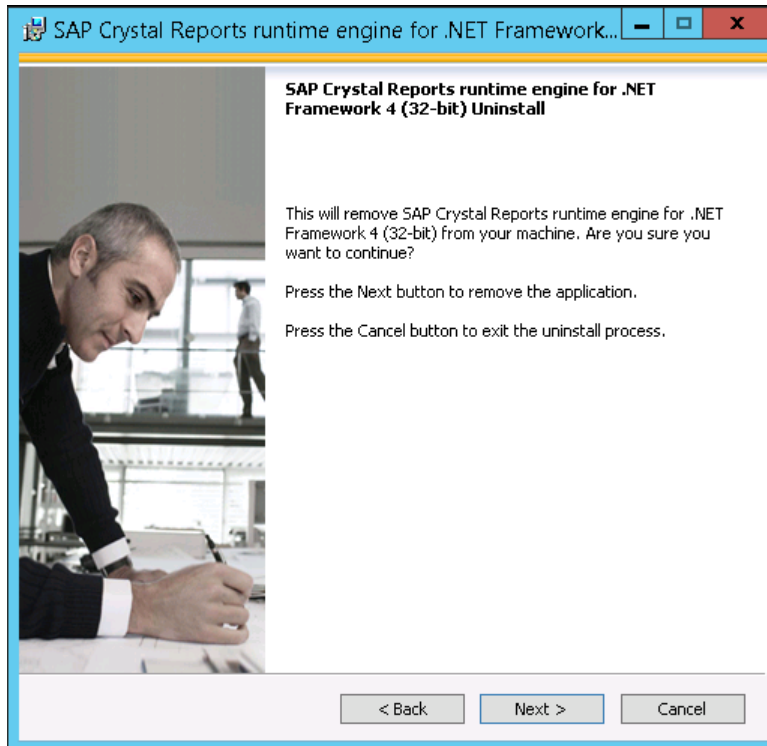 SAP Crystal Reports runtime engine for .NET Framework...
SAP Crystal Reports runtime engine for .NET
Framework 4 (32-bit) Uninstall
This will remove SAP Crystal Reports runtime engine for .NET
Framework 4 (32-bit) from your machine. Are you sure you
want to continue?
Press the Next button to remove the application.
Press the Cancel button to exit the uninstall process.
< Back
Next >
Cancel